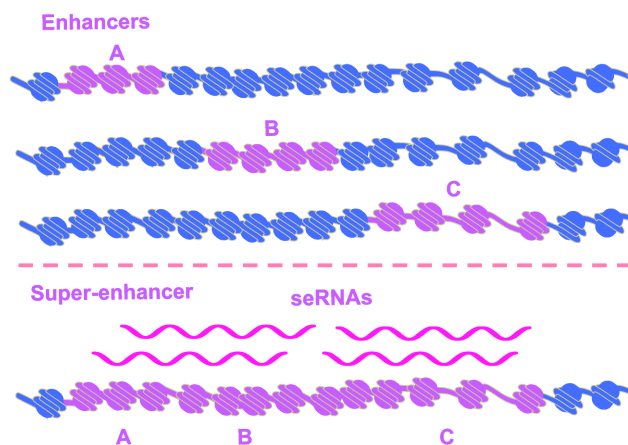 Enhancers
A
B
C
Super-enhancer seRNAs
A B C